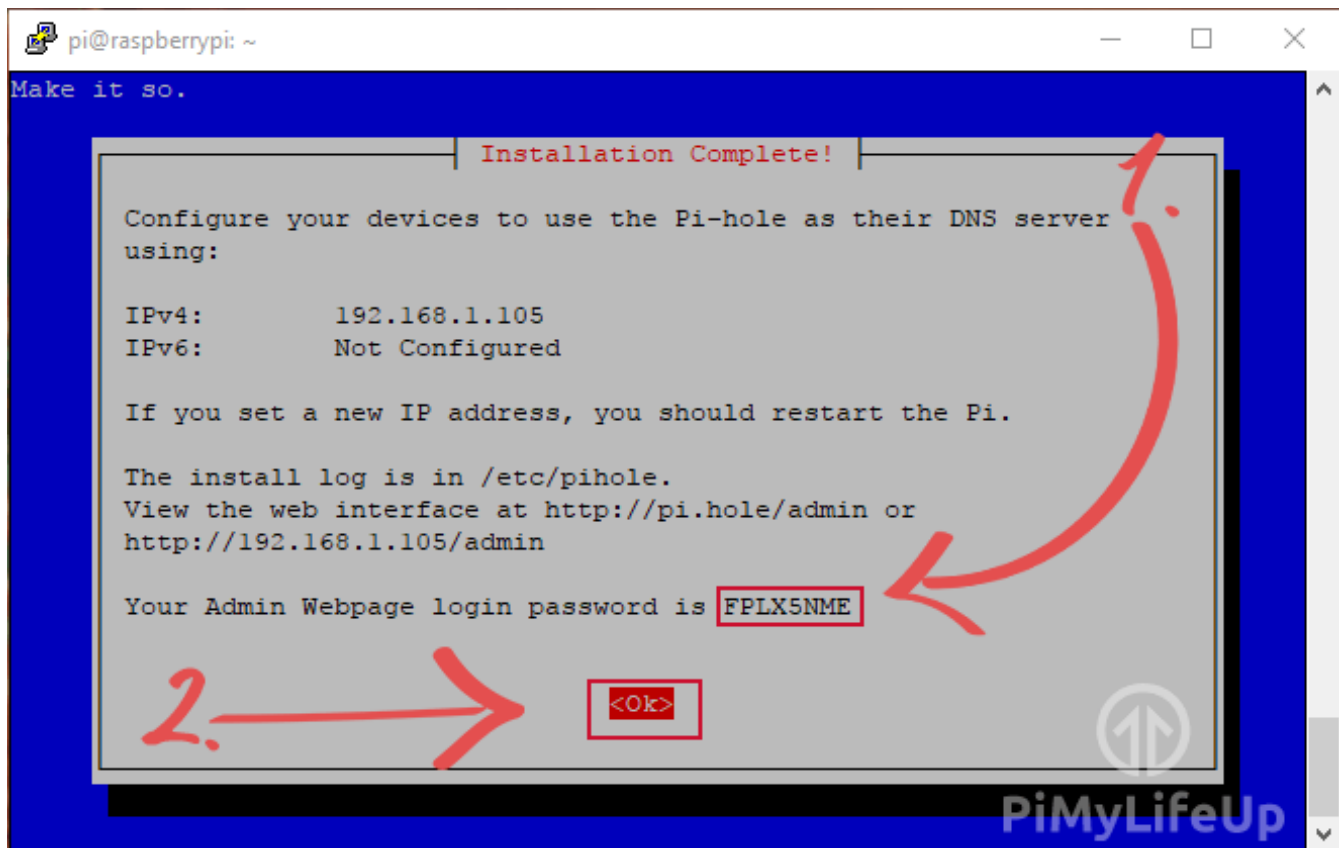 pi@raspberrypi: ~
Make it so.
Installation Complete!
1.
Configure your devices to use the Pi-hole as their DNS server
using:
IPv4: 192.168.1.105
IPv6: Not Configured
If you set a new IP address, you should restart the Pi.
The install log is in /etc/pihole.
View the web interface at http://pi.hole/admin or
http://192.168.1.105/admin
Your Admin Webpage login password is FPLX5NME
2.
<Ok>
PiMyLifeUp